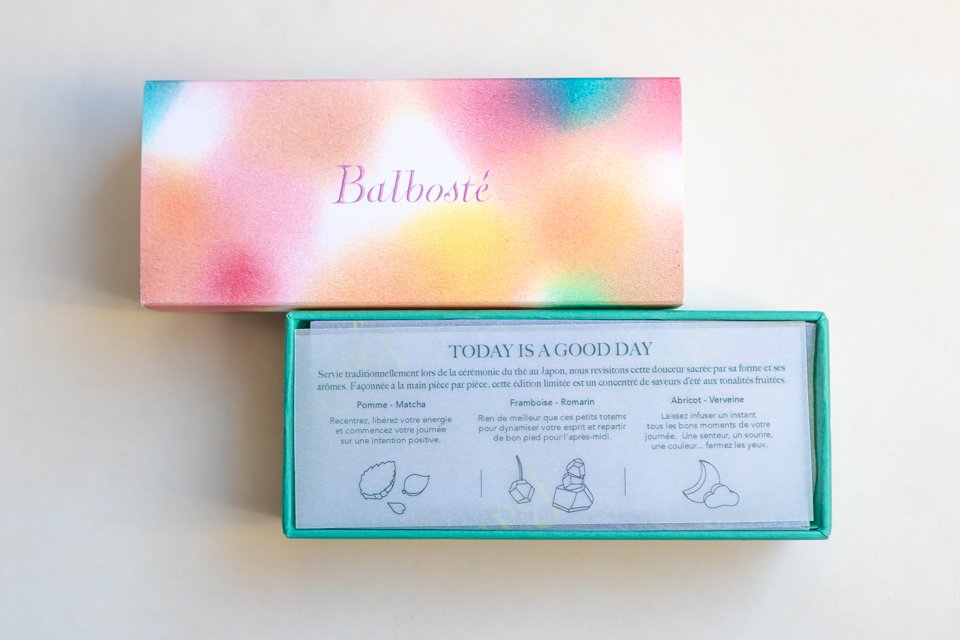 Balbosté
TODAY IS A GOOD DAY
Servie traditionnellement lors de la cérémonie du thé au Japon, nous revisitons cette douceur sacrée par sa forme et ses
arômes. Façonnée à la main pièce par pièce, cette édition limitée est un concentré de saveurs d'été aux tonalités fruitées.
Pomme - Matcha
Recentrez, libérez votre energie
et commencez votre journée
sur une intention positive.
Framboise - Romarin
Rien de meilleur que ces petits totems
pour dynamiser votre esprit et repartir
de bon pied pour l'après-midi.
Abricot - Verveine
Laissez infuser un instant
tous les bons moments de votre
journée. Une senteur, un sourire,
une couleur... fermez les yeux.